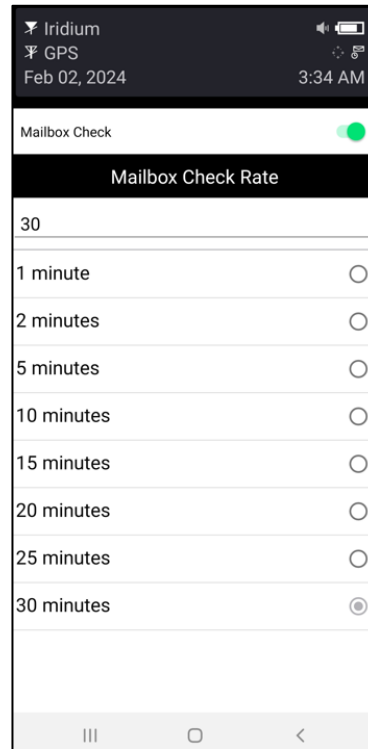 Iridium
GPS
Feb 02, 2024 3:34 AM
Mailbox Check
Mailbox Check Rate
30
1 minute
2 minutes
5 minutes
10 minutes
15 minutes
20 minutes
25 minutes
30 minutes